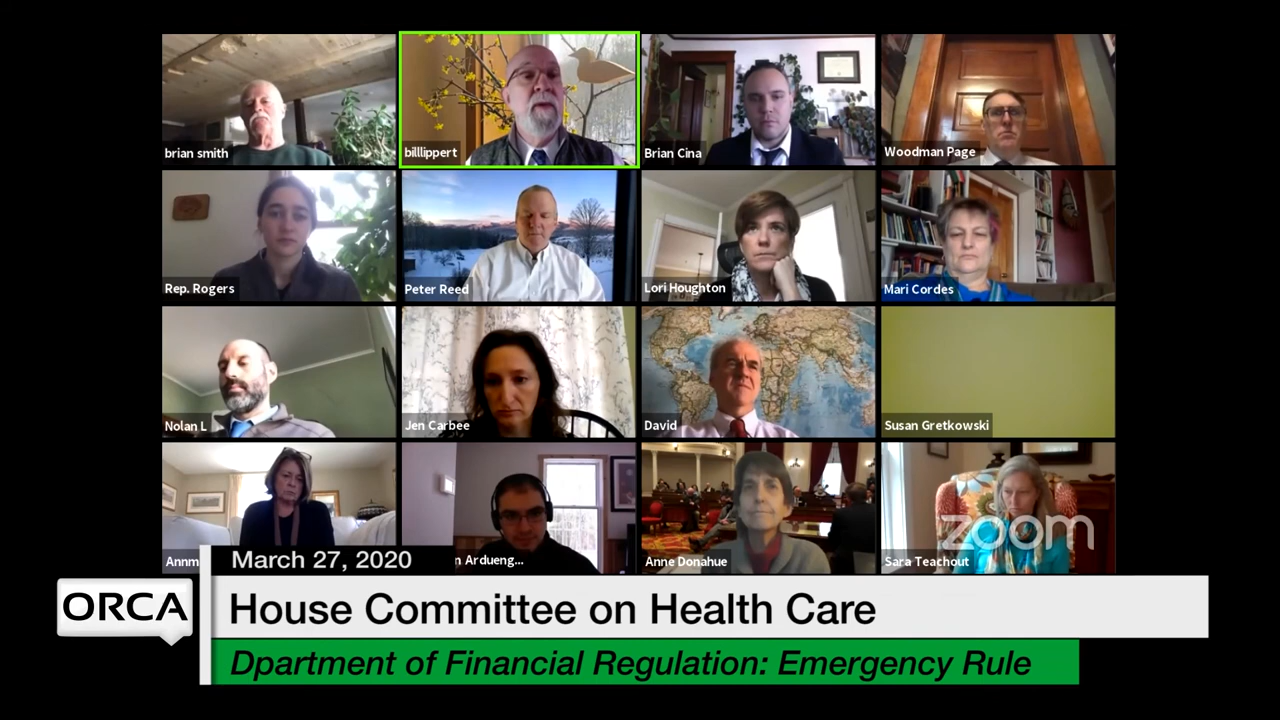 brian smith
billlippert
Brian Cina
Woodman Page
Rep. Rogers
Peter Reed
Lori Houghton
Mari Cordes
Nolan L
Jen Carbee
David
Susan Gretkowski
zoom
Annm
n Ardueng...
Anne Donahue
Sara Teachout
March 27, 2020
ORCA
House Committee on Health Care
Dpartment of Financial Regulation: Emergency Rule